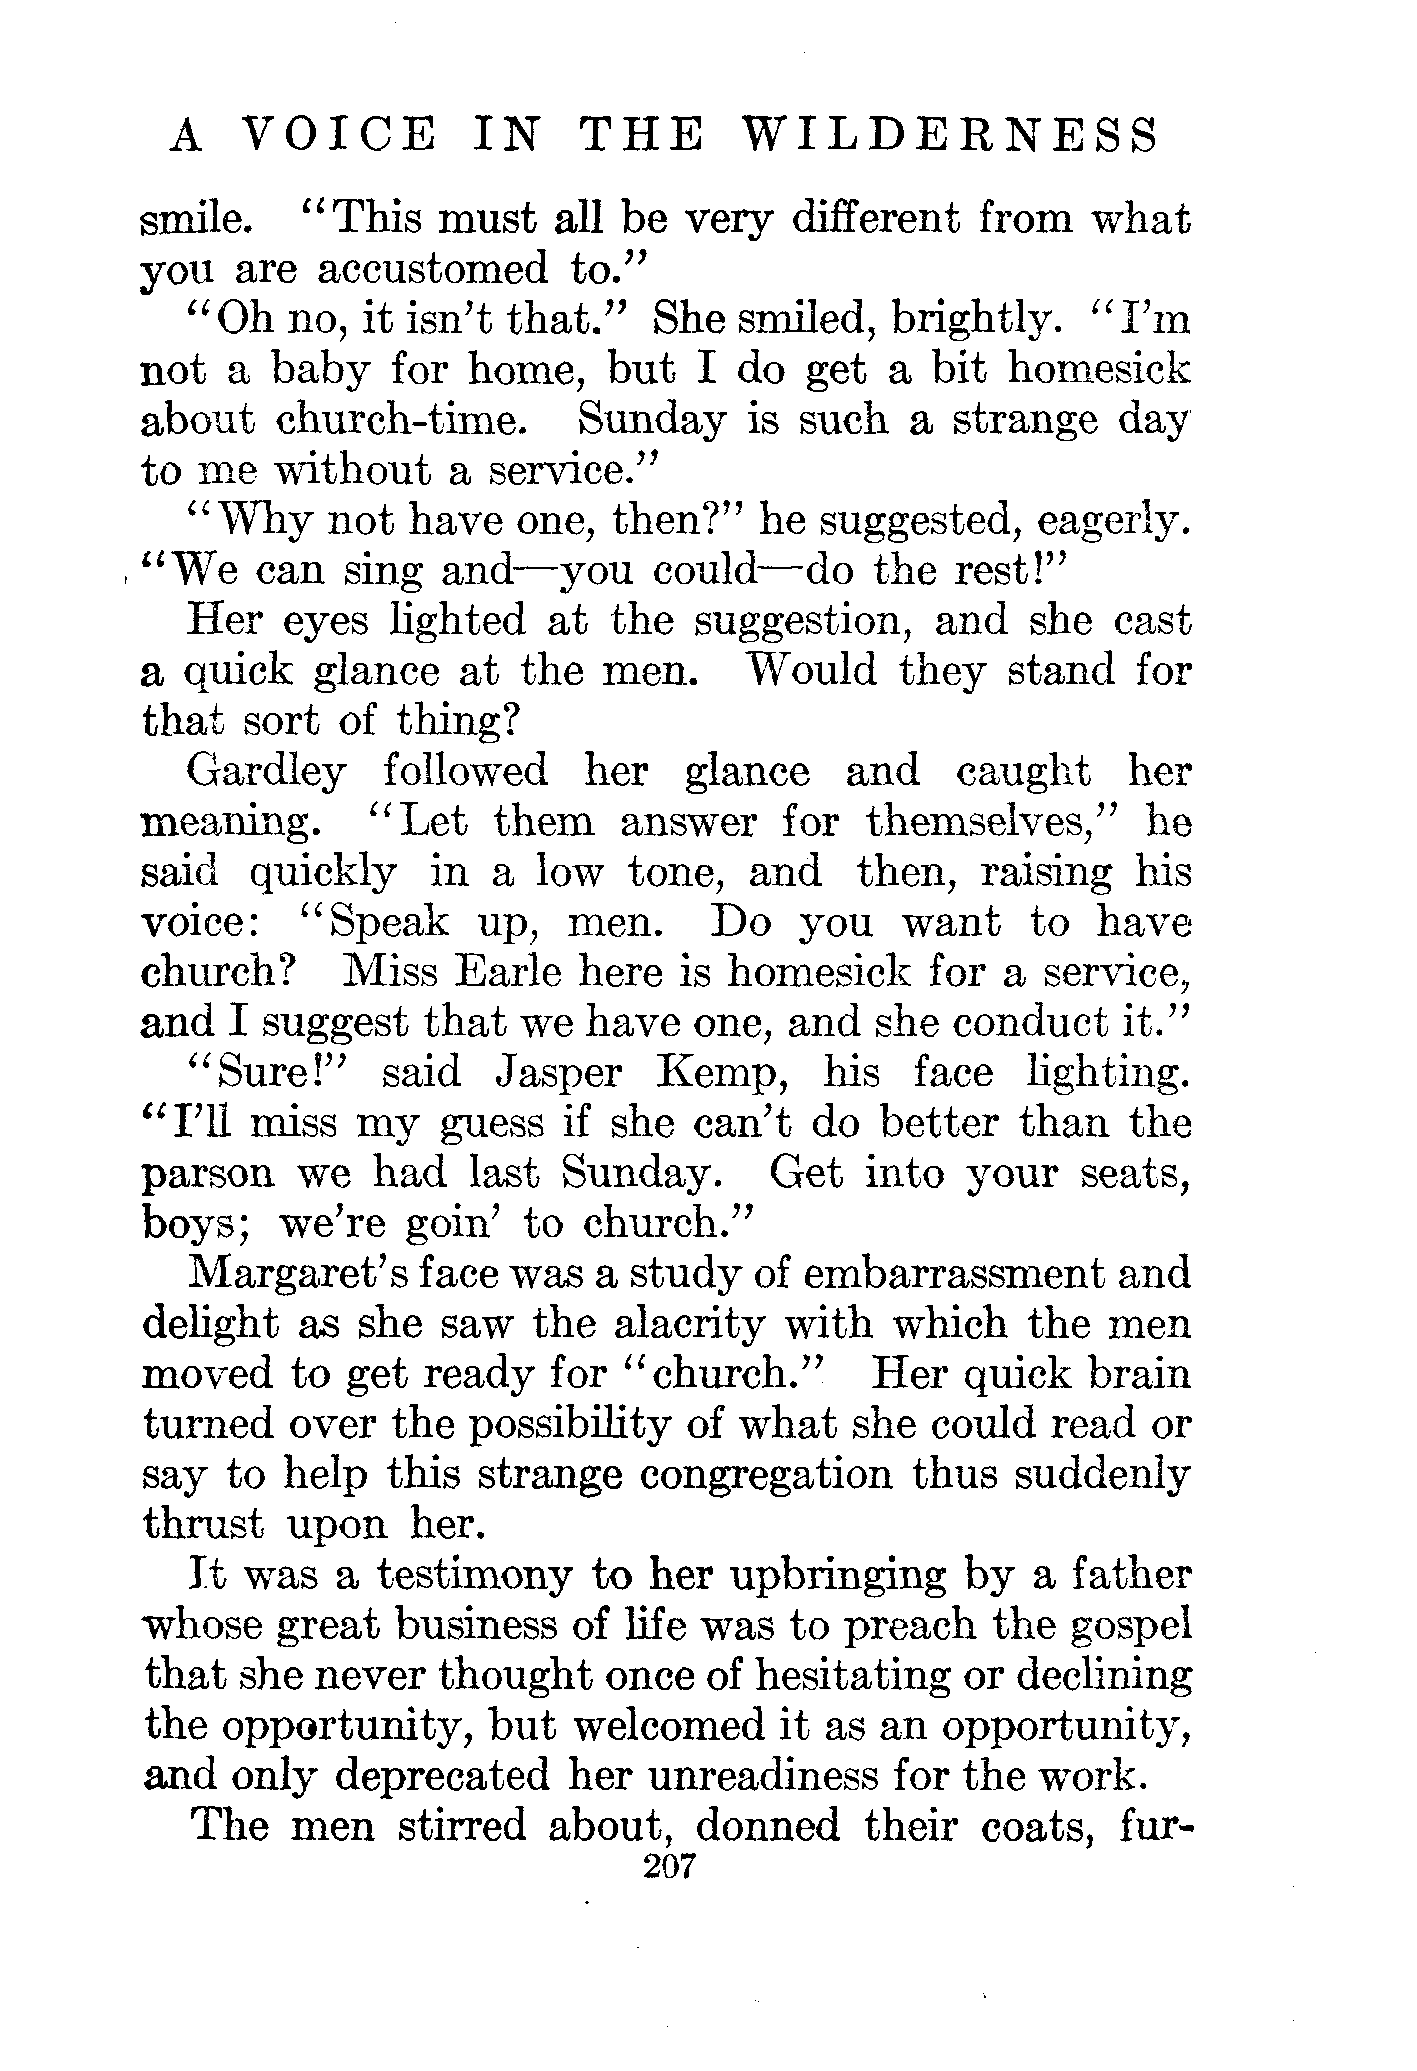 A VOICE IN THE WILDERNESS
smile. "This must all be very different from what
you are accustomed to."
"Oh no, it isn't that." She smiled, brightly. "I'm
not a baby for home, but I do get a bit homesick
about church-time. Sunday is such a strange day
to me without a service."
"Why not have one, then?" he suggested, eagerly.
"We can sing and—you could—do the rest!"
Her eyes lighted at the suggestion, and she cast
a quick glance at the men. Would they stand for
that sort of thing?
Gardley followed her glance and caught her
meaning. "Let them answer for themselves," he
said quickly in a low tone, and then, raising his
voice: "Speak up, men. Do you want to have
church? Miss Earle here is homesick for a service,
and I suggest that we have one, and she conduct it."
"Sure!" said Jasper Kemp, his face lighting.
"I'll miss my guess if she can't do better than the
parson we had last Sunday. Get into your seats,
boys; we're goin' to church."
Margaret's face was a study of embarrassment and
delight as she saw the alacrity with which the men
moved to get ready for "church." Her quick brain
turned over the possibility of what she could read or
say to help this strange congregation thus suddenly
thrust upon her.
It was a testimony to her upbringing by a father
whose great business of life was to preach the gospel
that she never thought once of hesitating or declining
the opportunity, but welcomed it as an opportunity,
and only deprecated her unreadiness for the work.
The men stirred about, donned their coats, fur-
207